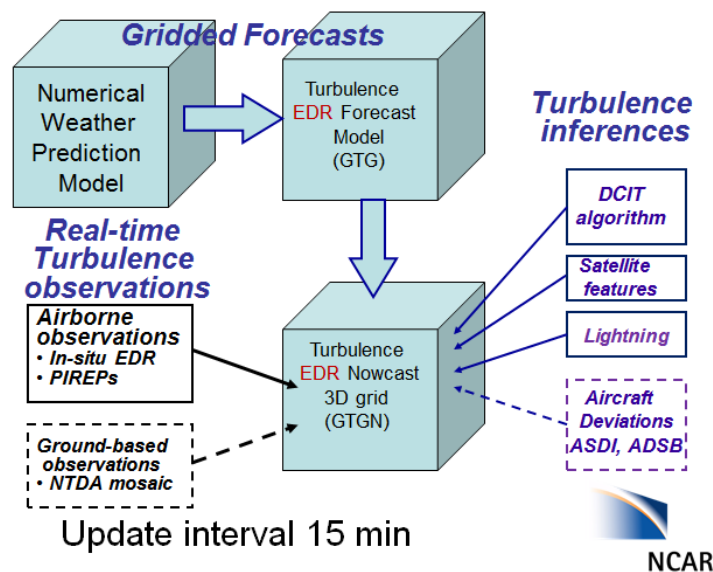 Gridded Forecasts
Numerical
Weather
Prediction
Model
Turbulence
EDR Forecast
Model
(GTG)
Turbulence
inferences
DCIT
algorithm
Satellite
features
Lightning
Aircraft
Deviations
ASDI, ADSB
Real-time
Turbulence
observations
Airborne
observations
• In-situ EDR
• PIREPs
Ground-based
observations
• NTDA mosaic
Turbulence
EDR Nowcast
3D grid
(GTGN)
Update interval 15 min
NCAR